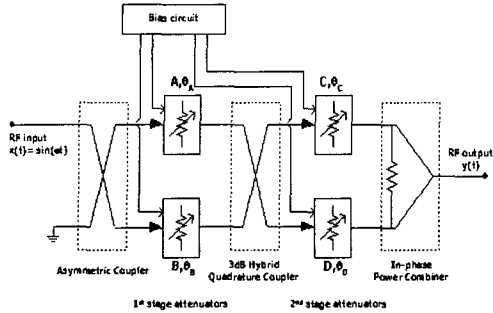 Bias circuit
A,θA
C,θC
RF input
x(t) = sin(ωt)
RF output
y(t)
B,θB
D,θD
Asymmetric Coupler
3dB Hybrid
Quadrature Coupler
In-phase
Power Combiner
1st stage attenuators
2nd stage attenuators